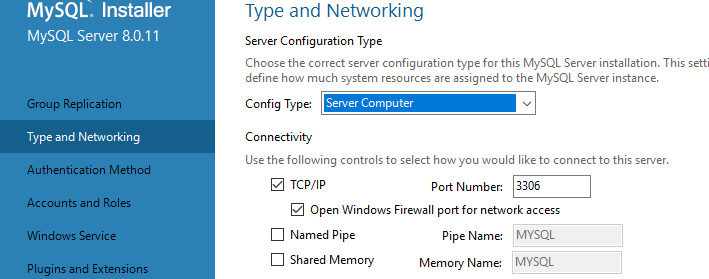 MySQL. Installer
MySQL Server 8.0.11
Group Replication
Type and Networking
Authentication Method
Accounts and Roles
Windows Service
Plugins and Extensions
Type and Networking
Server Configuration Type
Choose the correct server configuration type for this MySQL Server installation. This setti
define how much system resources are assigned to the MySQL Server instance.
Config Type: Server Computer
Connectivity
Use the following controls to select how you would like to connect to this server.
TCP/IP Port Number: 3306
Open Windows Firewall port for network access
Named Pipe Pipe Name: MYSQL
Shared Memory Memory Name: MYSQL